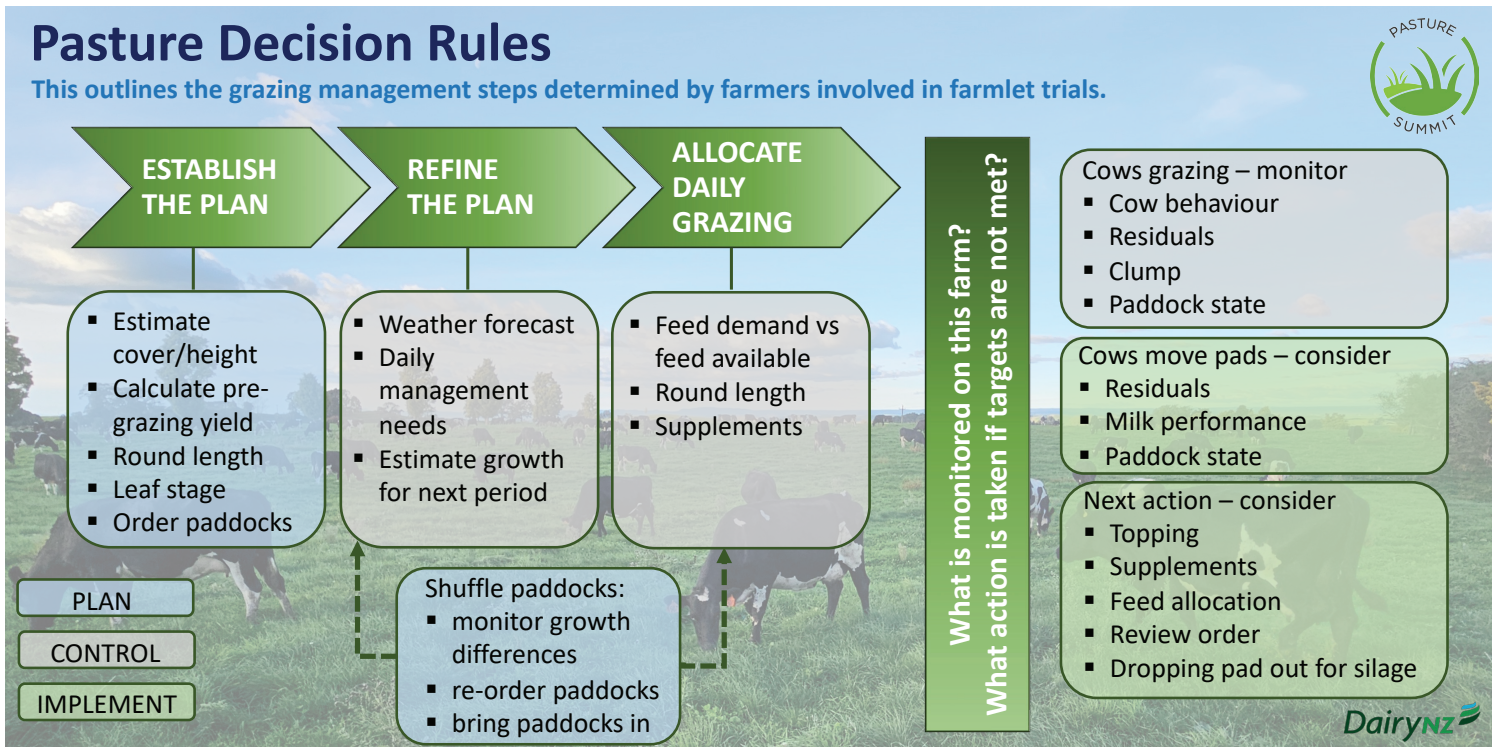 Pasture Decision Rules
This outlines the grazing management steps determined by farmers involved in farmlet trials.
PASTURE
SUMMIT
ESTABLISH
THE PLAN
REFINE
THE PLAN
ALLOCATE
DAILY
GRAZING
▪ Estimate
cover/height
▪ Calculate pre-
grazing yield
▪ Round length
▪ Leaf stage
▪ Order paddocks
▪ Weather forecast
▪ Daily
management
needs
▪ Estimate growth
for next period
▪ Feed demand vs
feed available
▪ Round length
▪ Supplements
Shuffle paddocks:
▪ monitor growth
differences
▪ re-order paddocks
▪ bring paddocks in
PLAN
CONTROL
IMPLEMENT
What is monitored on this farm?
What action is taken if targets are not met?
Cows grazing – monitor
▪ Cow behaviour
▪ Residuals
▪ Clump
▪ Paddock state
Cows move pads – consider
▪ Residuals
▪ Milk performance
▪ Paddock state
Next action – consider
▪ Topping
▪ Supplements
▪ Feed allocation
▪ Review order
▪ Dropping pad out for silage
DairyNZ